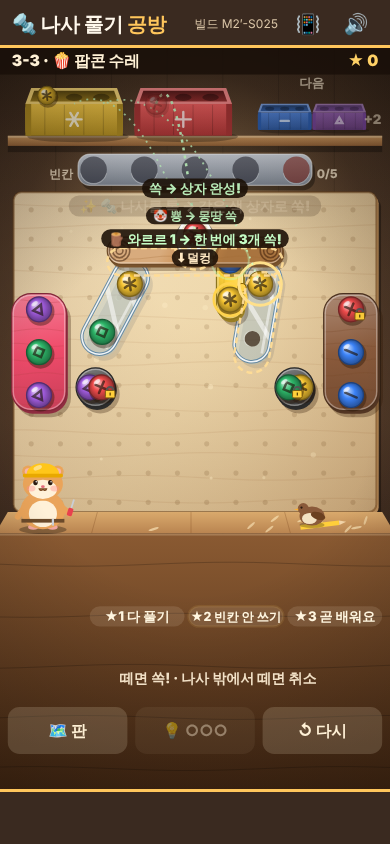 🔩 나사 풀기 공방
빌드 M2'-S025
3-3 · 🍿 팝콘 수레
★ 0
다음
+2
빈칸
0/5
쏙 → 상자 완성!
🤡 뿅 → 몽땅 쏙
🪵 와르르 1 → 한 번에 3개 쏙!
⬇ 덜컹
★1 다 풀기
★2 빈칸 안 쓰기
★3 곧 배워요
떼면 쏙! · 나사 밖에서 떼면 취소
🗺️ 판
💡 ○○○
↺ 다시